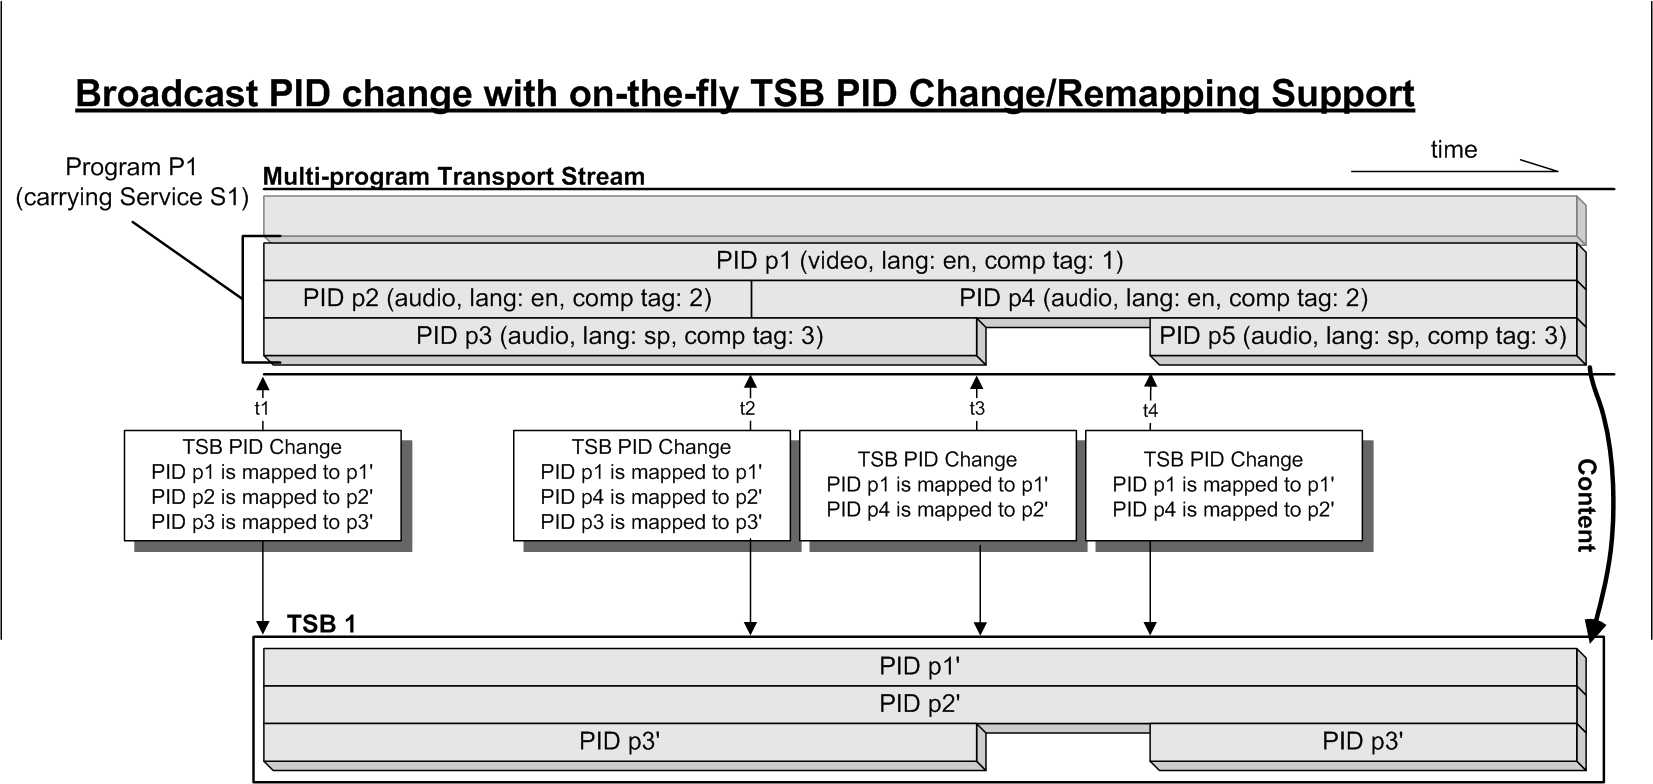 Broadcast PID change with on-the-fly TSB PID Change/Remapping Support
time
Program P1
(carrying Service S1)
Multi-program Transport Stream
PID p1 (video, lang: en, comp tag: 1)
PID p2 (audio, lang: en, comp tag: 2)
PID p4 (audio, lang: en, comp tag: 2)
PID p3 (audio, lang: sp, comp tag: 3)
PID p5 (audio, lang: sp, comp tag: 3)
t1
t2
t3
t4
TSB PID Change
PID p1 is mapped to p1'
PID p2 is mapped to p2'
PID p3 is mapped to p3'
TSB PID Change
PID p1 is mapped to p1'
PID p4 is mapped to p2'
PID p3 is mapped to p3'
TSB PID Change
PID p1 is mapped to p1'
PID p4 is mapped to p2'
TSB PID Change
PID p1 is mapped to p1'
PID p4 is mapped to p2'
Content
TSB 1
PID p1'
PID p2'
PID p3'
PID p3'